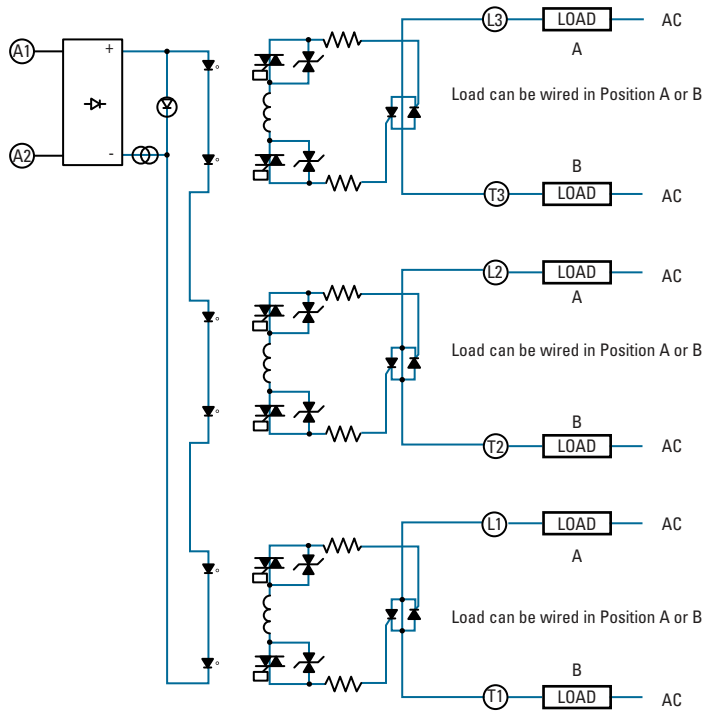 A1
+
A2
-
L3 LOAD AC
A
Load can be wired in Position A or B
B
T3 LOAD AC
L2 LOAD AC
A
Load can be wired in Position A or B
B
T2 LOAD AC
L1 LOAD AC
A
Load can be wired in Position A or B
B
T1 LOAD AC